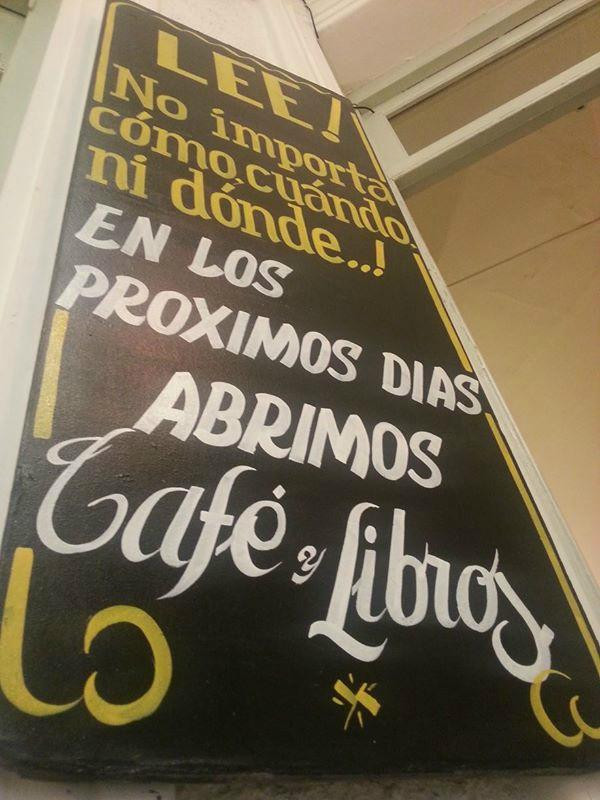 LEE!
No importa
cómo, cuándo,
ni dónde...!
EN LOS
PROXIMOS DIAS
ABRIMOS
Café y Libros